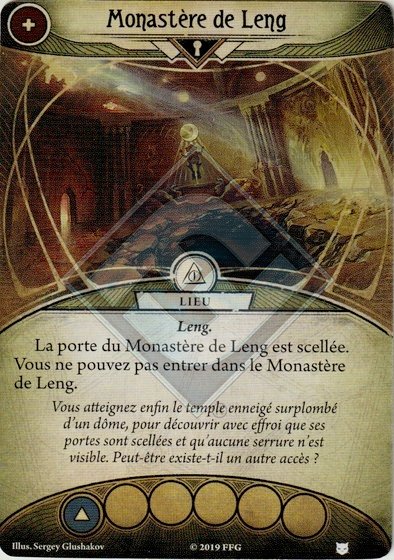 Monastère de Leng
LIEU
Leng.
La porte du Monastère de Leng est scellée.
Vous ne pouvez pas entrer dans le Monastère
de Leng.
Vous atteignez enfin le temple enneigé surplombé
d'un dôme, pour découvrir avec effroi que ses
portes sont scellées et qu'aucune serrure n'est
visible. Peut-être existe-t-il un autre accès ?
Illus. Sergey Glushakov
© 2019 FFG